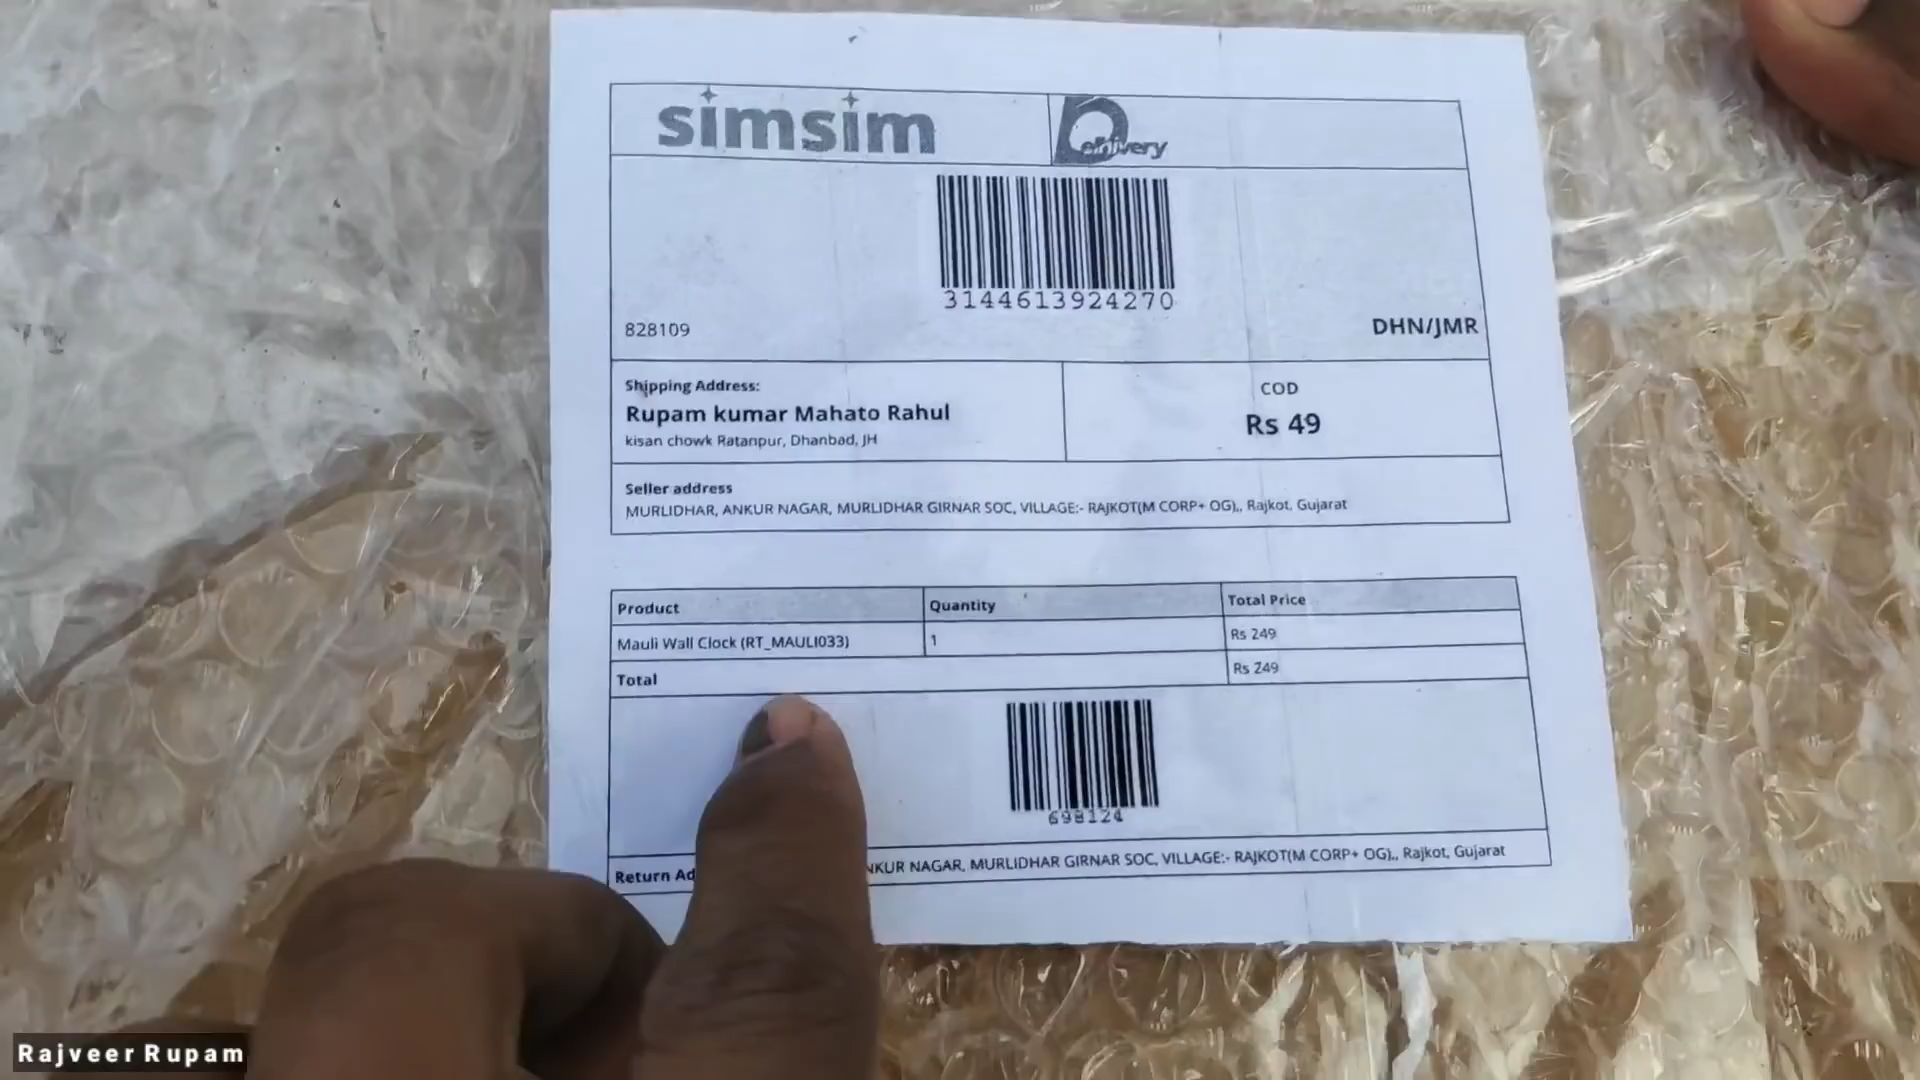 simsim
Delhivery
3144613924270
828109
DHN/JMR
Shipping Address:
Rupam kumar Mahato Rahul
kisan chowk Ratanpur, Dhanbad, JH
COD
Rs 49
Seller address
MURLIDHAR, ANKUR NAGAR, MURLIDHAR GIRNAR SOC, VILLAGE:- RAJKOT(M CORP+ OG),, Rajkot, Gujarat
Product Quantity Total Price
Mauli Wall Clock (RT_MAULI033) 1 Rs 249
Total Rs 249
698124
Return Ad NKUR NAGAR, MURLIDHAR GIRNAR SOC, VILLAGE:- RAJKOT(M CORP+ OG),, Rajkot, Gujarat
Rajveer Rupam